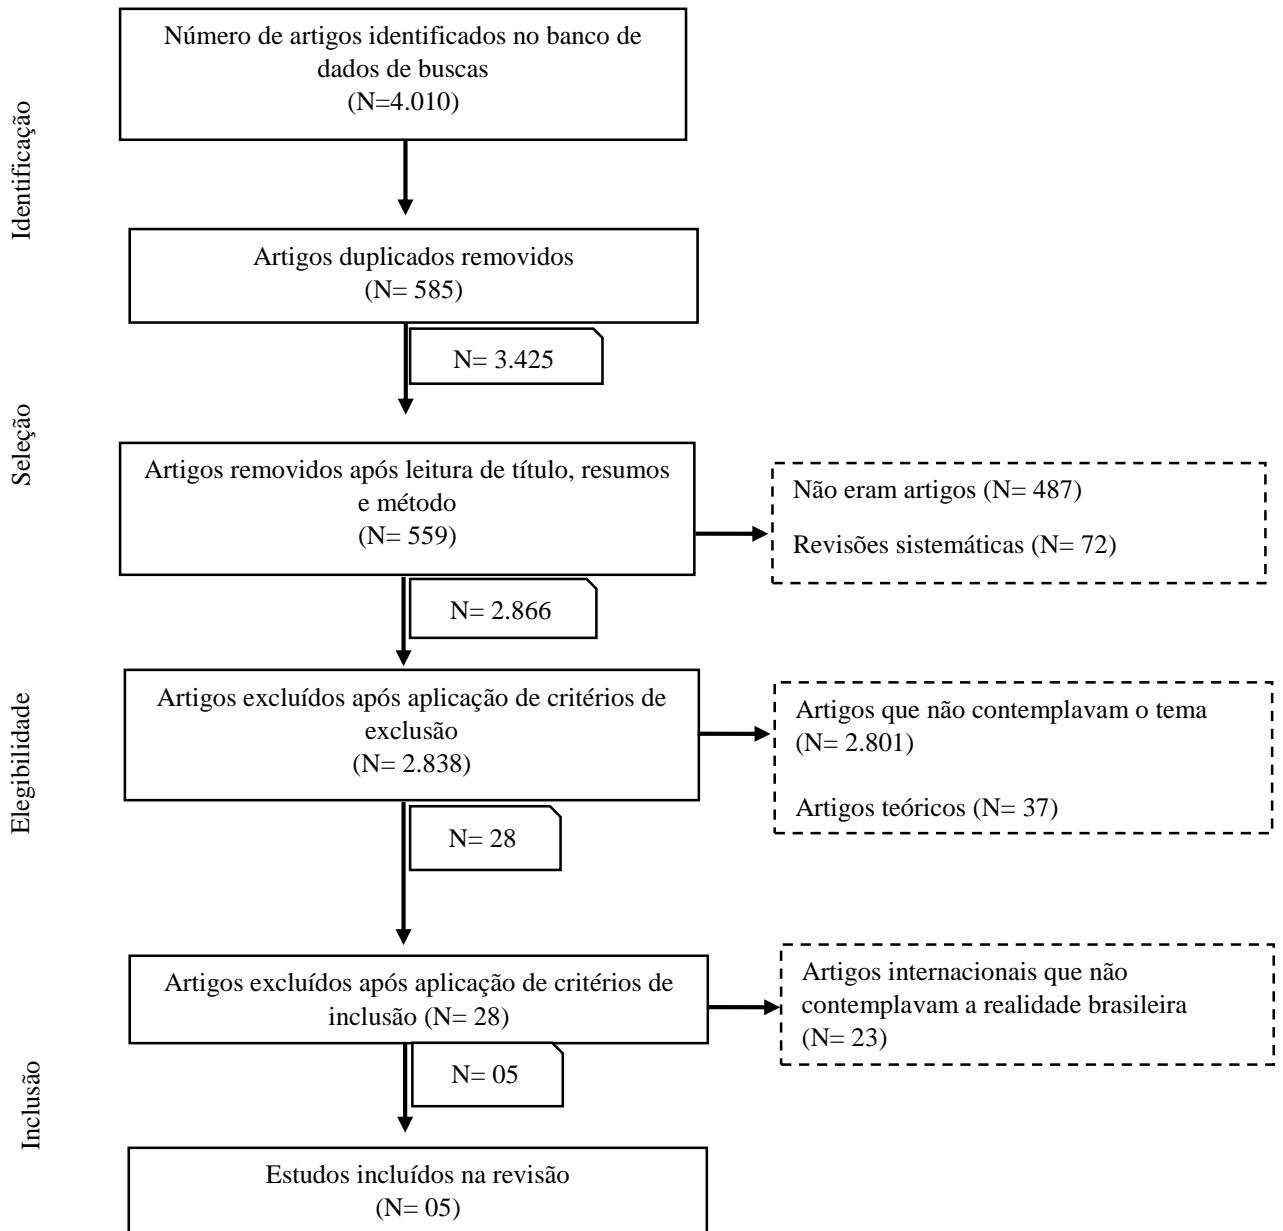 Identificação
Número de artigos identificados no banco de
dados de buscas
(N=4.010)
Artigos duplicados removidos
(N= 585)
N= 3.425
Seleção
Artigos removidos após leitura de título, resumos
e método
(N= 559)
Não eram artigos (N= 487)
Revisões sistemáticas (N= 72)
N= 2.866
Elegibilidade
Artigos excluídos após aplicação de critérios de
exclusão
(N= 2.838)
Artigos que não contemplavam o tema
(N= 2.801)
Artigos teóricos (N= 37)
N= 28
Inclusão
Artigos excluídos após aplicação de critérios de
inclusão (N= 28)
Artigos internacionais que não
contemplavam a realidade brasileira
(N= 23)
N= 05
Estudos incluídos na revisão
(N= 05)